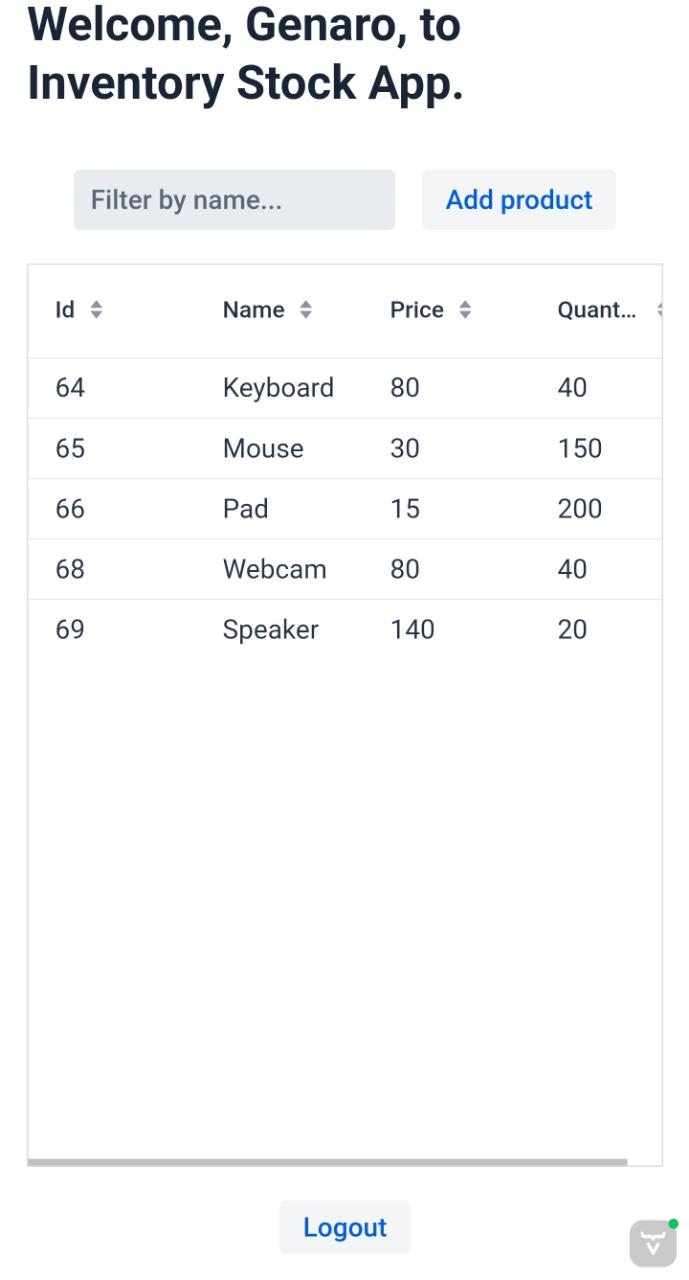 Welcome, Genaro, to
Inventory Stock App.
Filter by name... Add product
Id Name Price Quant...
64 Keyboard 80 40
65 Mouse 30 150
66 Pad 15 200
68 Webcam 80 40
69 Speaker 140 20
Logout